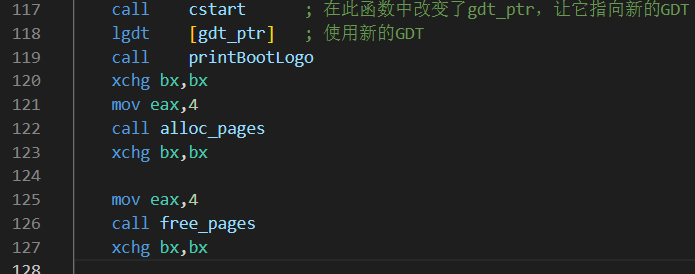 117 call cstart ; 在此函数中改变了gdt_ptr，让它指向新的GDT
118 lgdt [gdt_ptr] ; 使用新的GDT
119 call printBootLogo
120 xchg bx,bx
121 mov eax,4
122 call alloc_pages
123 xchg bx,bx
124
125 mov eax,4
126 call free_pages
127 xchg bx,bx
128